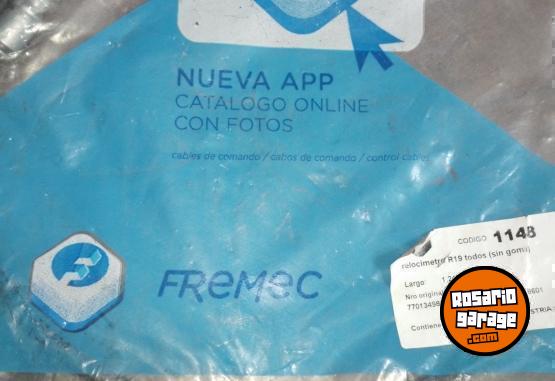 NUEVA APP
CATALOGO ONLINE
CON FOTOS
cables de comando / cabos de comando / control cables
FREMEC
CODIGO 1148
velocimetro R19 todos (sin goma)
Largo:
Nro original
Contiene
Rosario
garage
.com